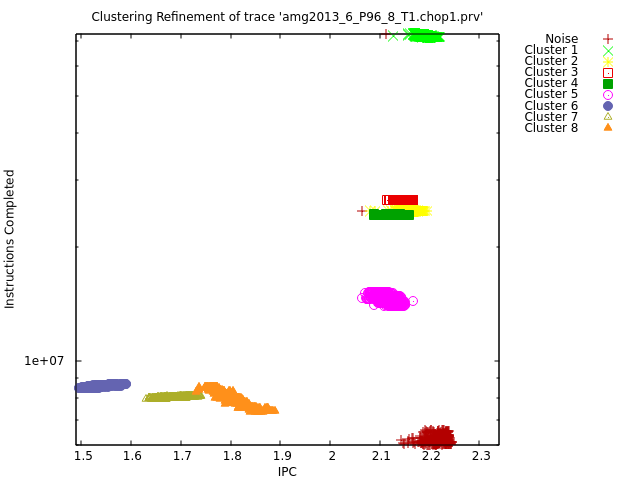 Clustering Refinement of trace 'amg2013_6_P96_8_T1.chop1.prv'
Noise
Cluster 1
Cluster 2
Cluster 3
Cluster 4
Cluster 5
Cluster 6
Cluster 7
Cluster 8
Instructions Completed
1e+07
1.5 1.6 1.7 1.8 1.9 2 2.1 2.2 2.3
IPC